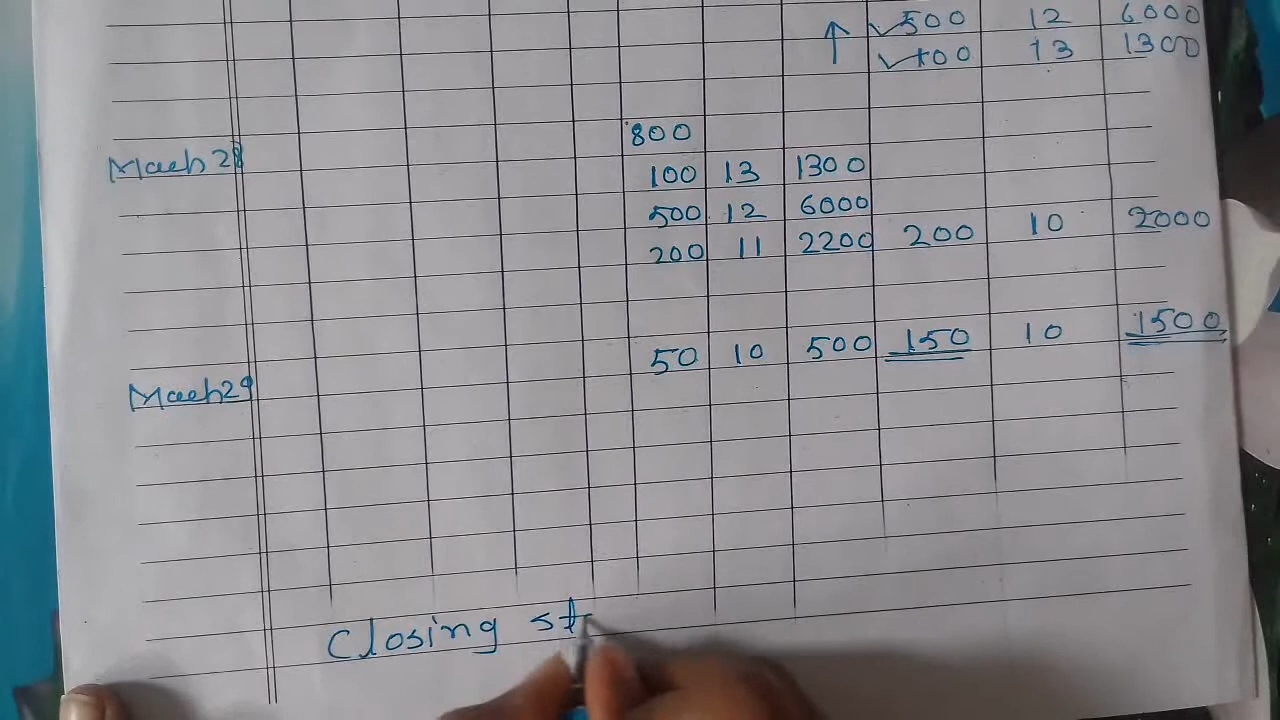 500 12 6000
100 13 1300
800
March 28 100 13 1300
500 12 6000
200 11 2200 200 10 2000
50 10 500 150 10 1500
March 29
Closing st